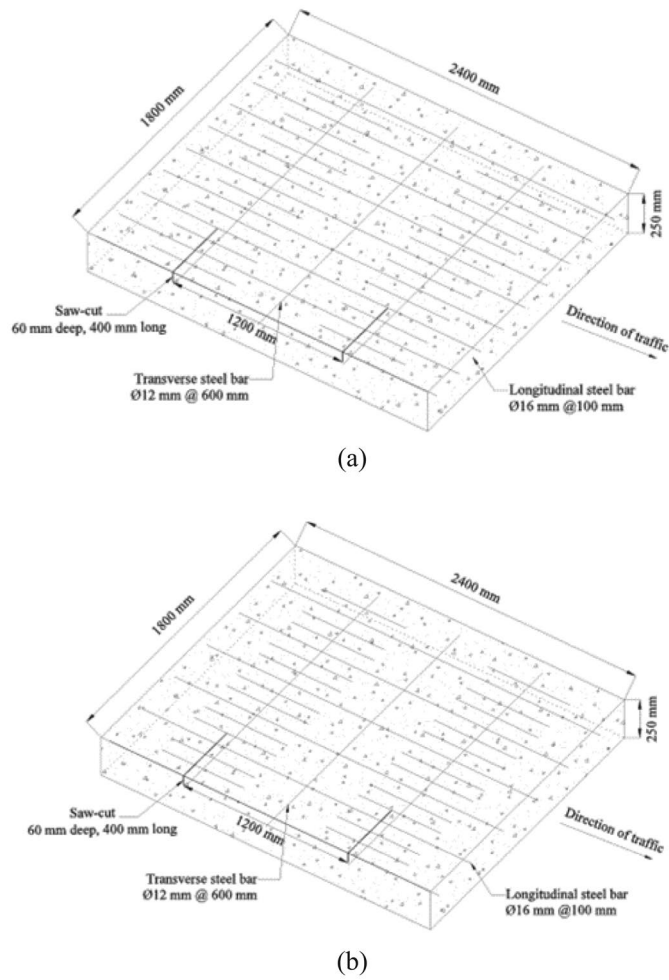 2400 mm
1800 mm
250 mm
Saw-cut
60 mm deep, 400 mm long
1200 mm
Direction of traffic
Transverse steel bar
Ø12 mm @ 600 mm
Longitudinal steel bar
Ø16 mm @100 mm
(a)
2400 mm
1800 mm
250 mm
Saw-cut
60 mm deep, 400 mm long
1200 mm
Direction of traffic
Transverse steel bar
Ø12 mm @ 600 mm
Longitudinal steel bar
Ø16 mm @100 mm
(b)